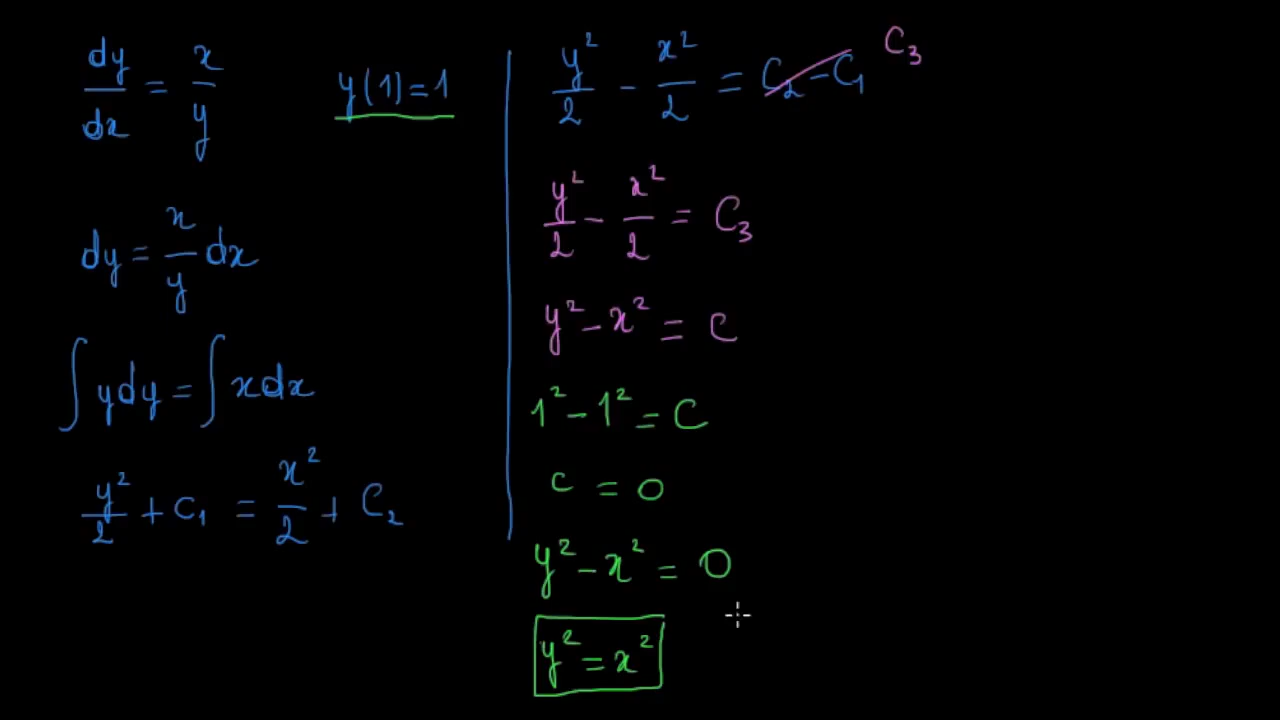 dy/dx = x/y    y(1)=1
dy = x/y dx
∫ydy = ∫xdx
y²/2 + C₁ = x²/2 + C₂
y²/2 - x²/2 = C₂ - C₁  C₃
y²/2 - x²/2 = C₃
y² - x² = C
1² - 1² = C
c = 0
y² - x² = 0
y² = x²